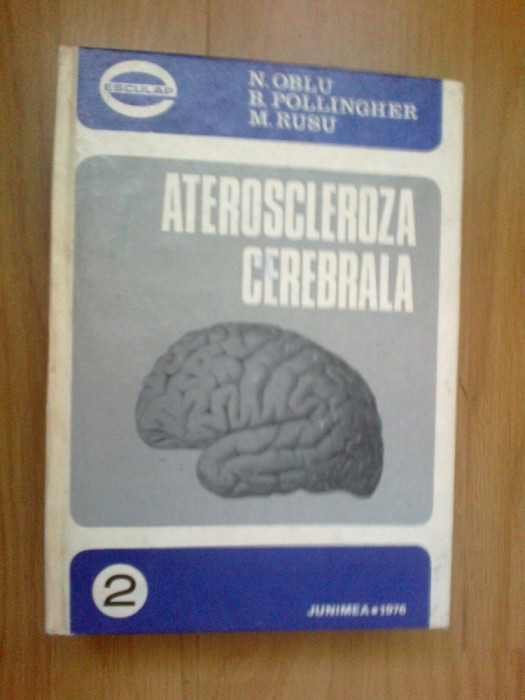 ESCULAP
N. OBLU
B. POLLINGHER
M. RUSU
ATEROSCLEROZA
CEREBRALA
2
JUNIMEA • 1976